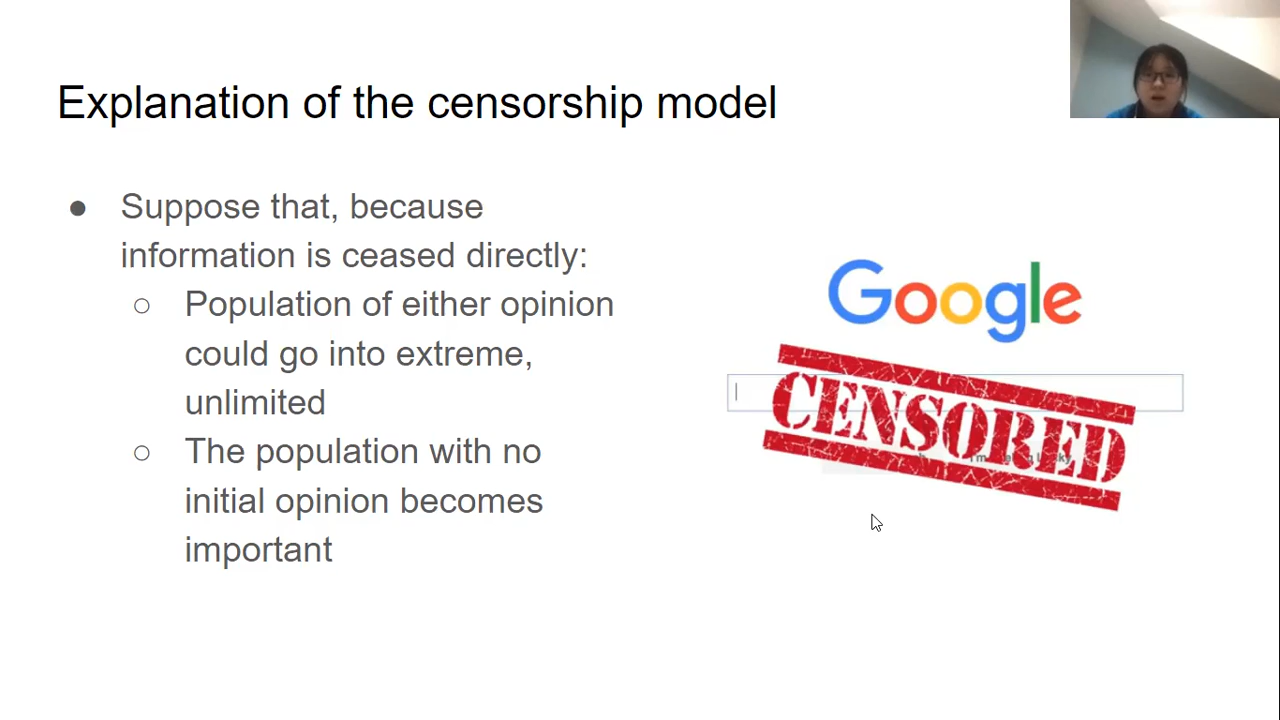 Explanation of the censorship model
● Suppose that, because
information is ceased directly:
○ Population of either opinion
could go into extreme,
unlimited
○ The population with no
initial opinion becomes
important
Google
CENSORED